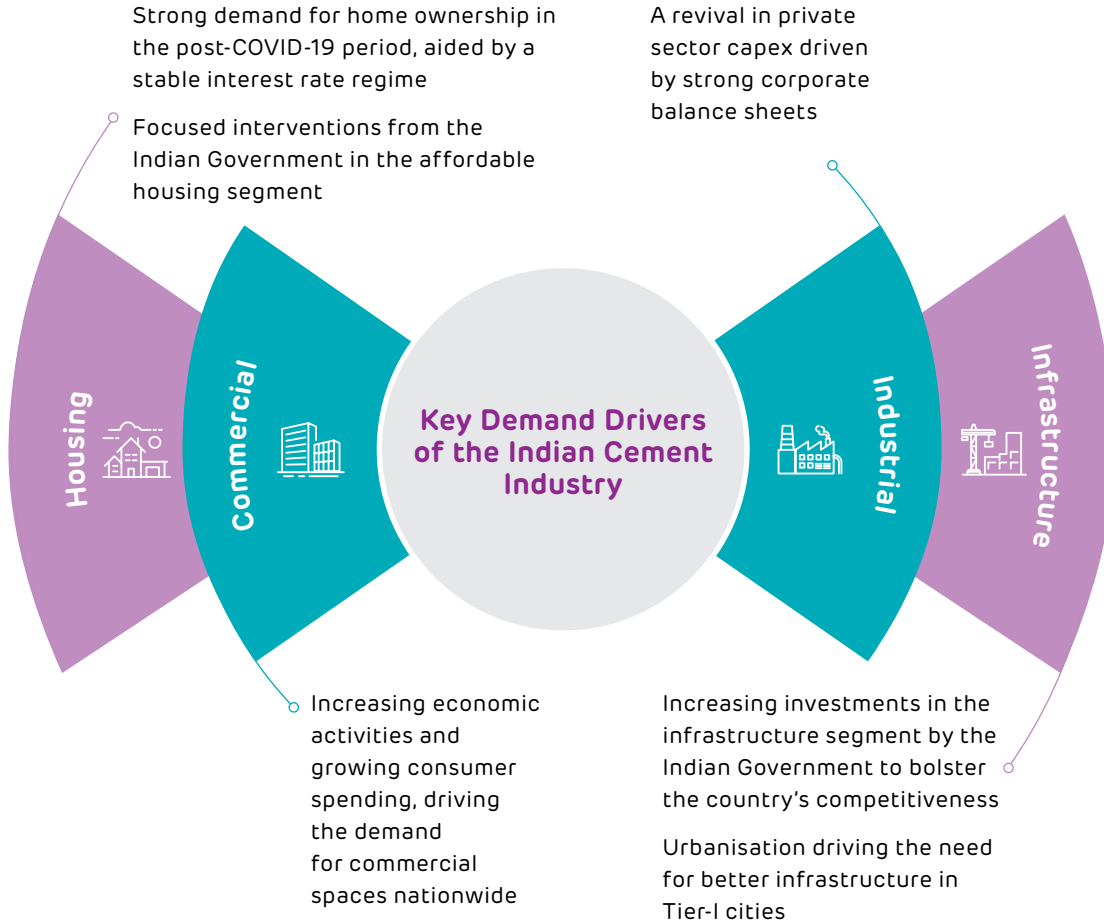 Strong demand for home ownership in
the post-COVID-19 period, aided by a
stable interest rate regime
Focused interventions from the
Indian Government in the affordable
housing segment
A revival in private
sector capex driven
by strong corporate
balance sheets
Housing
Commercial
Key Demand Drivers
of the Indian Cement
Industry
Industrial
Infrastructure
Increasing economic
activities and
growing consumer
spending, driving
the demand
for commercial
spaces nationwide
Increasing investments in the
infrastructure segment by the
Indian Government to bolster
the country's competitiveness
Urbanisation driving the need
for better infrastructure in
Tier-I cities